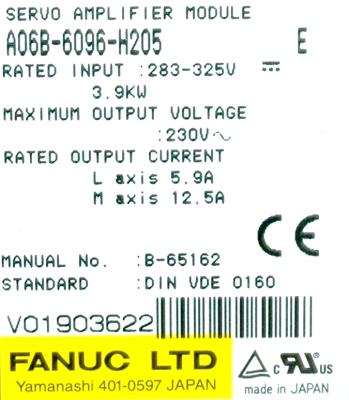 SERVO AMPLIFIER MODULE
A06B-6096-H205 E
RATED INPUT :283-325V ⎓
3.9KW
MAXIMUM OUTPUT VOLTAGE
:230V~
RATED OUTPUT CURRENT
L axis 5.9A
M axis 12.5A
CE
MANUAL No. :B-65162
STANDARD :DIN VDE 0160
V01903622
FANUC LTD
Yamanashi 401-0597 JAPAN
c RU US
made in JAPAN